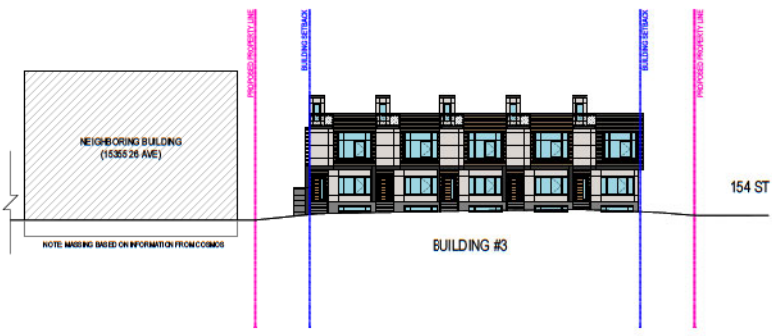 PROPOSED PROPERTY LINE
BUILDING SETBACK
BUILDING SETBACK
PROPOSED PROPERTY LINE
NEIGHBORING BUILDING
(15355 26 AVE)
154 ST
NOTE: MASSING BASED ON INFORMATION FROM COSMOS
BUILDING #3